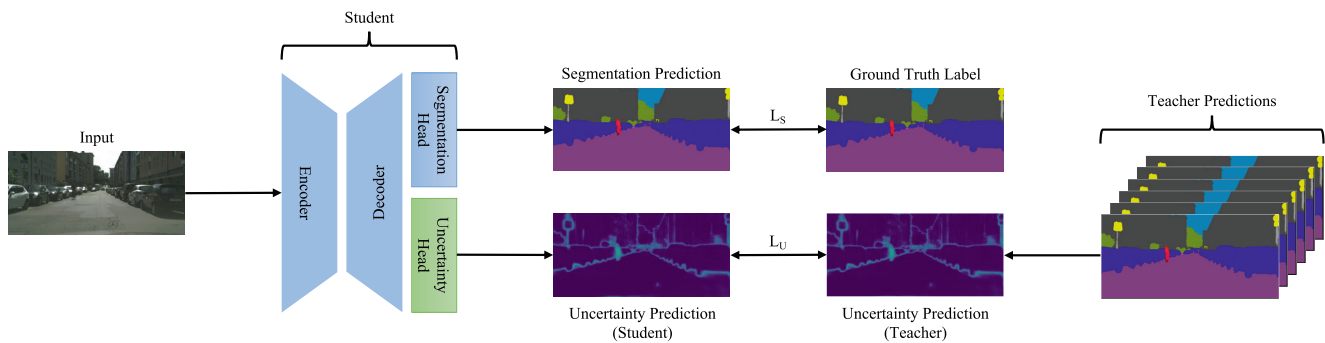 Student
Input
Encoder
Decoder
Segmentation
Head
Uncertainty
Head
Segmentation Prediction
L_S
Ground Truth Label
Teacher Predictions
L_U
Uncertainty Prediction
(Student)
Uncertainty Prediction
(Teacher)